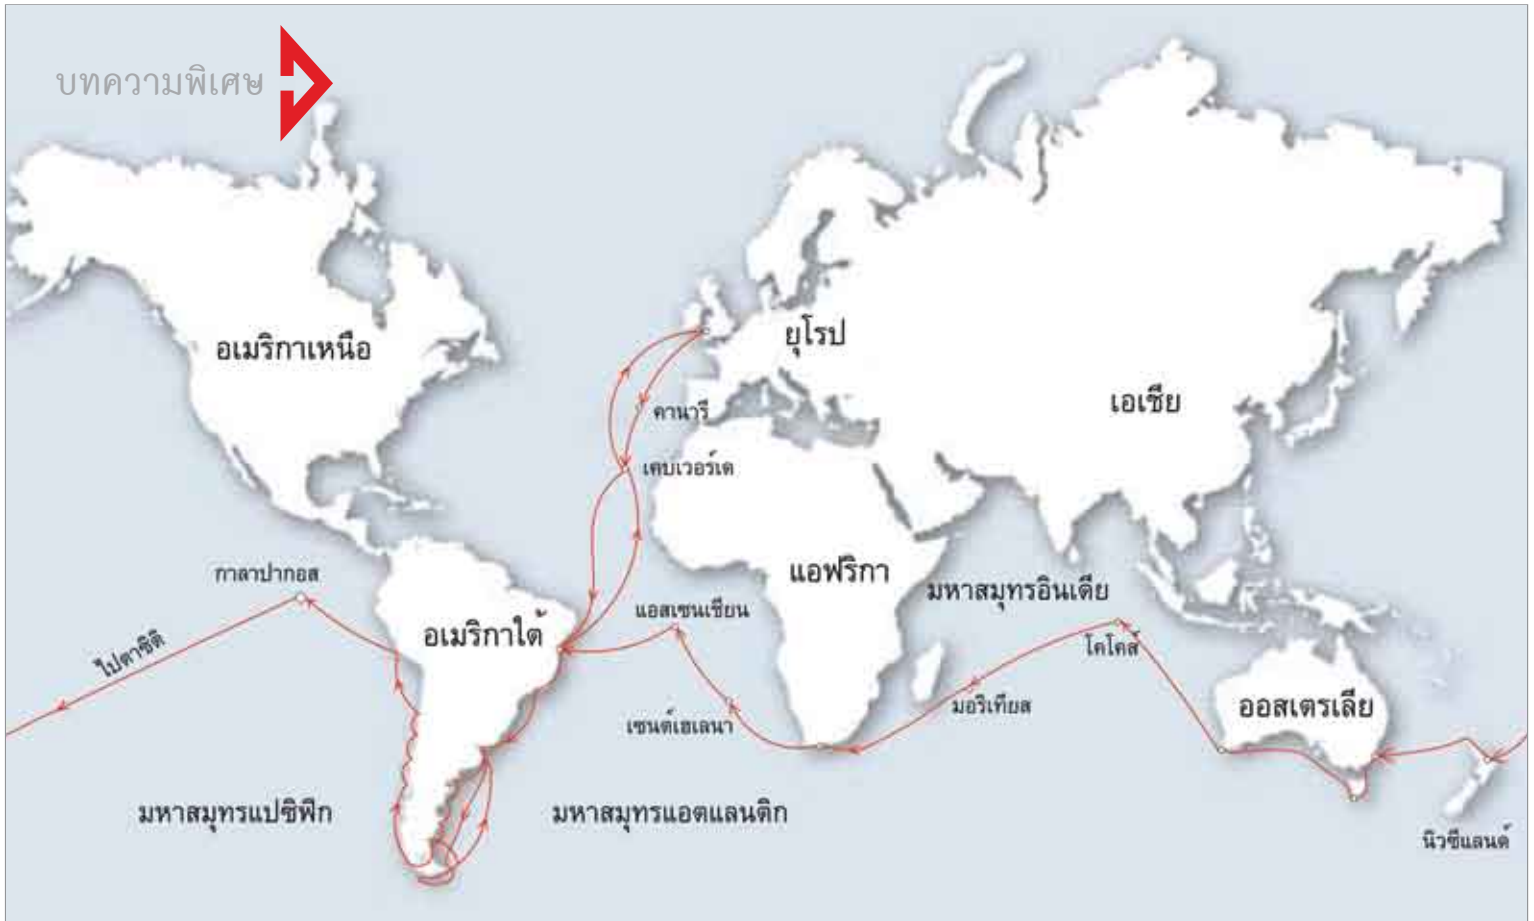 บทความพิเศษ
อเมริกาเหนือ
ยุโรป
เอเชีย
คานารี
เคบเวอร์เด
แอฟริกา
กาลาปากอส
มหาสมุทรอินเดีย
แอสเซนเชียน
อเมริกาใต้
ไปตาฮิติ
โคโคส์
มอริเทียส
ออสเตรเลีย
เซนต์เฮเลนา
มหาสมุทรแปซิฟิก
มหาสมุทรแอตแลนติก
นิวซีแลนด์